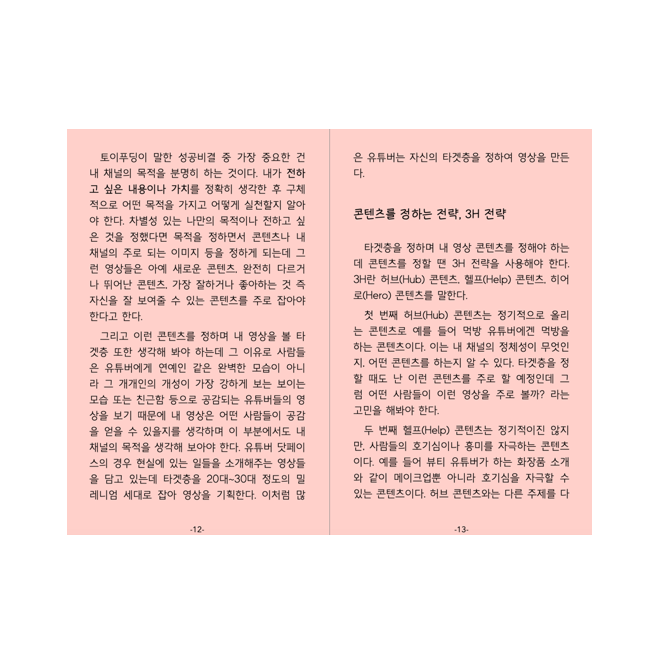 토이푸딩이 말한 성공비결 중 가장 중요한 건
내 채널의 목적을 분명히 하는 것이다. 내가 전하
고 싶은 내용이나 가치를 정확히 생각한 후 구체
적으로 어떤 목적을 가지고 어떻게 실천할지 알아
야 한다. 차별성 있는 나만의 목적이나 전하고 싶
은 것을 정했다면 목적을 정하면서 콘텐츠나 내
채널의 주로 되는 이미지 등을 정하게 되는데 그
런 영상들은 아예 새로운 콘텐츠, 완전히 다르거
나 뛰어난 콘텐츠, 가장 잘하거나 좋아하는 것 즉
자신을 잘 보여줄 수 있는 콘텐츠를 주로 잡아야
한다고 한다.
그리고 이런 콘텐츠를 정하며 내 영상을 볼 타
겟층 또한 생각해 봐야 하는데 그 이유로 사람들
은 유튜버에게 연예인 같은 완벽한 모습이 아니
라 그 개개인의 개성이 가장 강하게 보는 보이는
모습 또는 친근함 등으로 공감되는 유튜버들의 영
상을 보기 때문에 내 영상은 어떤 사람들이 공감
을 얻을 수 있을지를 생각하며 이 부분에서도 내
채널의 목적을 생각해 보아야 한다. 유튜버 닷페이
스의 경우 현실에 있는 일들을 소개해주는 영상들
을 담고 있는데 타겟층을 20대~30대 정도의 밀
레니엄 세대로 잡아 영상을 기획한다. 이처럼 많
-12-
은 유튜버는 자신의 타겟층을 정하여 영상을 만든
다.
콘텐츠를 정하는 전략, 3H 전략
타겟층을 정하며 내 영상 콘텐츠를 정해야 하는
데 콘텐츠를 정할 땐 3H 전략을 사용해야 한다.
3H란 허브(Hub) 콘텐츠, 헬프(Help) 콘텐츠, 히어
로(Hero) 콘텐츠를 말한다.
첫 번째 허브(Hub) 콘텐츠는 정기적으로 올리
는 콘텐츠로 예를 들어 먹방 유튜버에겐 먹방을
하는 콘텐츠이다. 이는 내 채널의 정체성이 무엇인
지, 어떤 콘텐츠를 하는지 알 수 있다. 타겟층을 정
할 때도 난 이런 콘텐츠를 주로 할 예정인데 그
럼 어떤 사람들이 이런 영상을 주로 볼까? 라는
고민을 해봐야 한다.
두 번째 헬프(Help) 콘텐츠는 정기적이진 않지
만, 사람들의 호기심이나 흥미를 자극하는 콘텐츠
이다. 예를 들어 뷰티 유튜버가 하는 화장품 소개
와 같이 메이크업뿐 아니라 호기심을 자극할 수
있는 콘텐츠이다. 허브 콘텐츠와는 다른 주제를 다
-13-